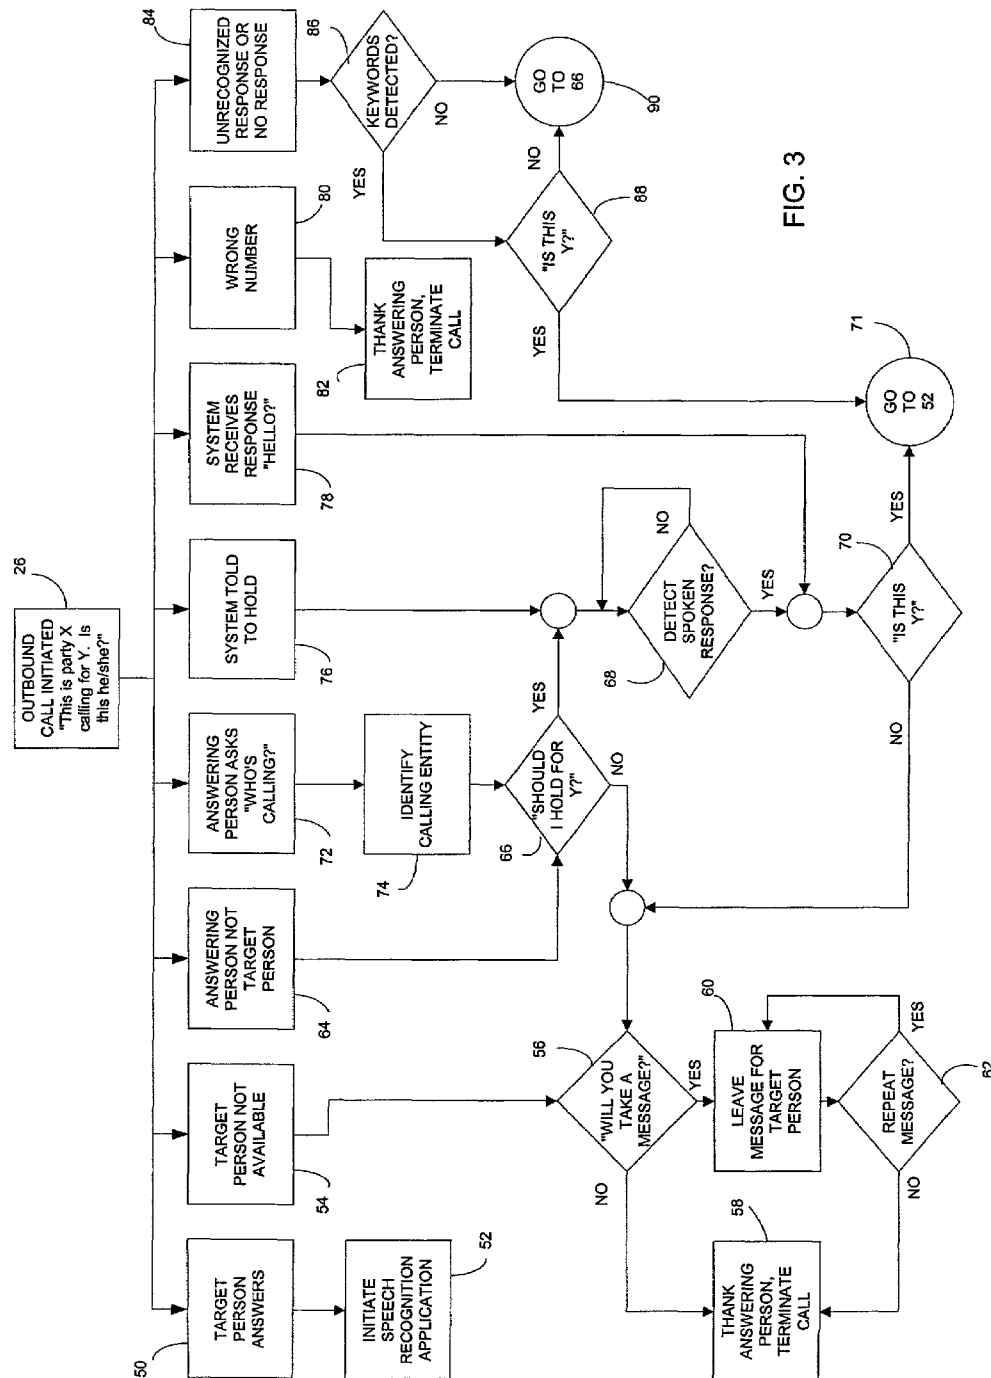 26
OUTBOUND
CALL INITIATED
"This is party X
calling for Y. Is
this he/she?"
50
TARGET
PERSON
ANSWERS
52
INITIATE
SPEECH
RECOGNITION
APPLICATION
54
TARGET
PERSON NOT
AVAILABLE
64
ANSWERING
PERSON NOT
TARGET
PERSON
72
ANSWERING
PERSON ASKS
"WHO'S
CALLING?"
74
IDENTIFY
CALLING ENTITY
76
SYSTEM TOLD
TO HOLD
78
SYSTEM
RECEIVES
RESPONSE
"HELLO?"
80
WRONG
NUMBER
82
THANK
ANSWERING
PERSON,
TERMINATE
CALL
84
UNRECOGNIZED
RESPONSE OR
NO RESPONSE
86
KEYWORDS
DETECTED?
YES
NO
88
"IS THIS
Y?"
YES
NO
90
GO
TO
66
66
"SHOULD
I HOLD FOR
Y?"
YES
NO
68
DETECT
SPOKEN
RESPONSE?
NO
YES
70
"IS THIS
Y?"
NO
YES
71
GO
TO
52
56
"WILL YOU
TAKE A
MESSAGE?"
NO
YES
60
LEAVE
MESSAGE FOR
TARGET
PERSON
62
REPEAT
MESSAGE?
YES
NO
58
THANK
ANSWERING
PERSON,
TERMINATE
CALL
FIG. 3